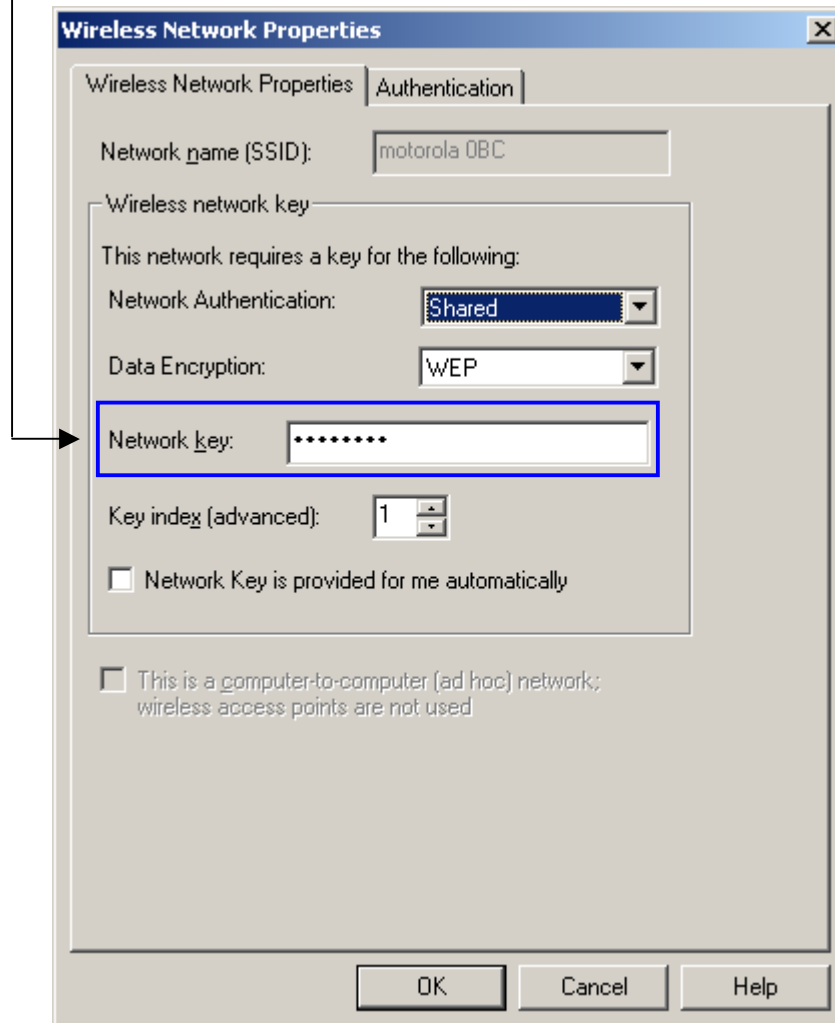 Wireless Network Properties
Wireless Network Properties Authentication
Network name (SSID): motorola 0BC
Wireless network key
This network requires a key for the following:
Network Authentication: Shared
Data Encryption: WEP
Network key: ••••••••
Key index (advanced): 1
Network Key is provided for me automatically
This is a computer-to-computer (ad hoc) network;
wireless access points are not used
OK Cancel Help